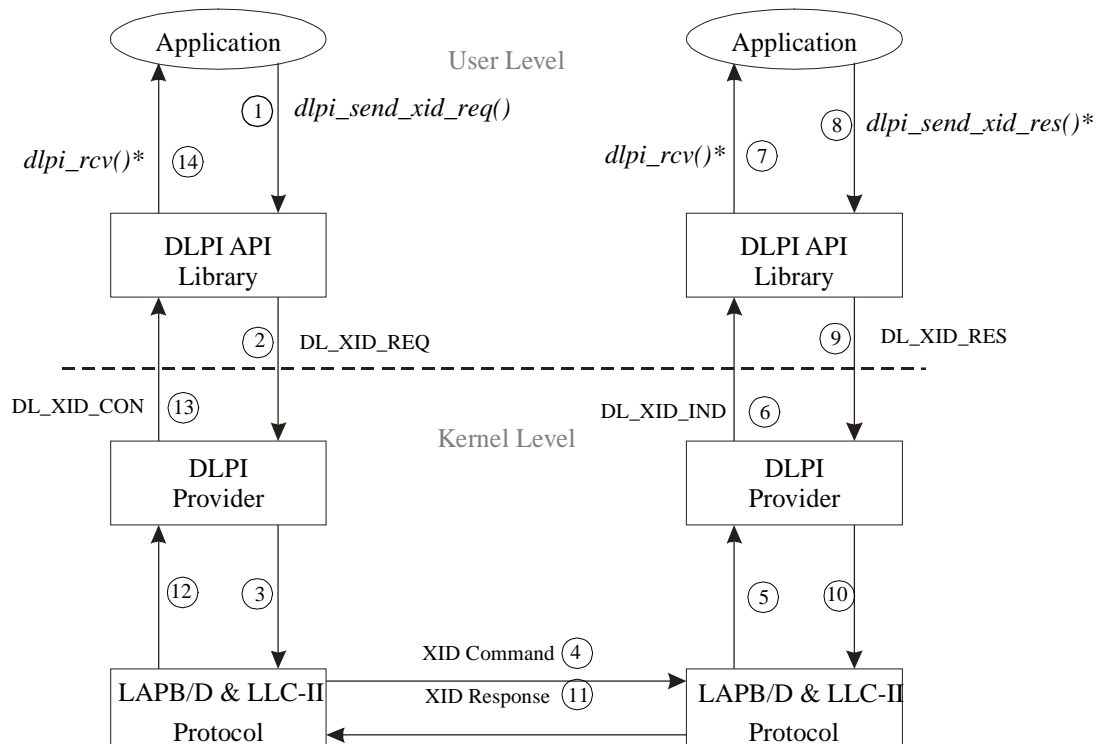 Application
Application
User Level
1
dlpi_send_xid_req()
8
dlpi_send_xid_res()*
dlpi_rcv()*
14
dlpi_rcv()*
7
DLPI API
Library
DLPI API
Library
2
DL_XID_REQ
9
DL_XID_RES
DL_XID_CON
13
DL_XID_IND
6
Kernel Level
DLPI
Provider
DLPI
Provider
12
3
5
10
XID Command
4
XID Response
11
LAPB/D & LLC-II
Protocol
LAPB/D & LLC-II
Protocol